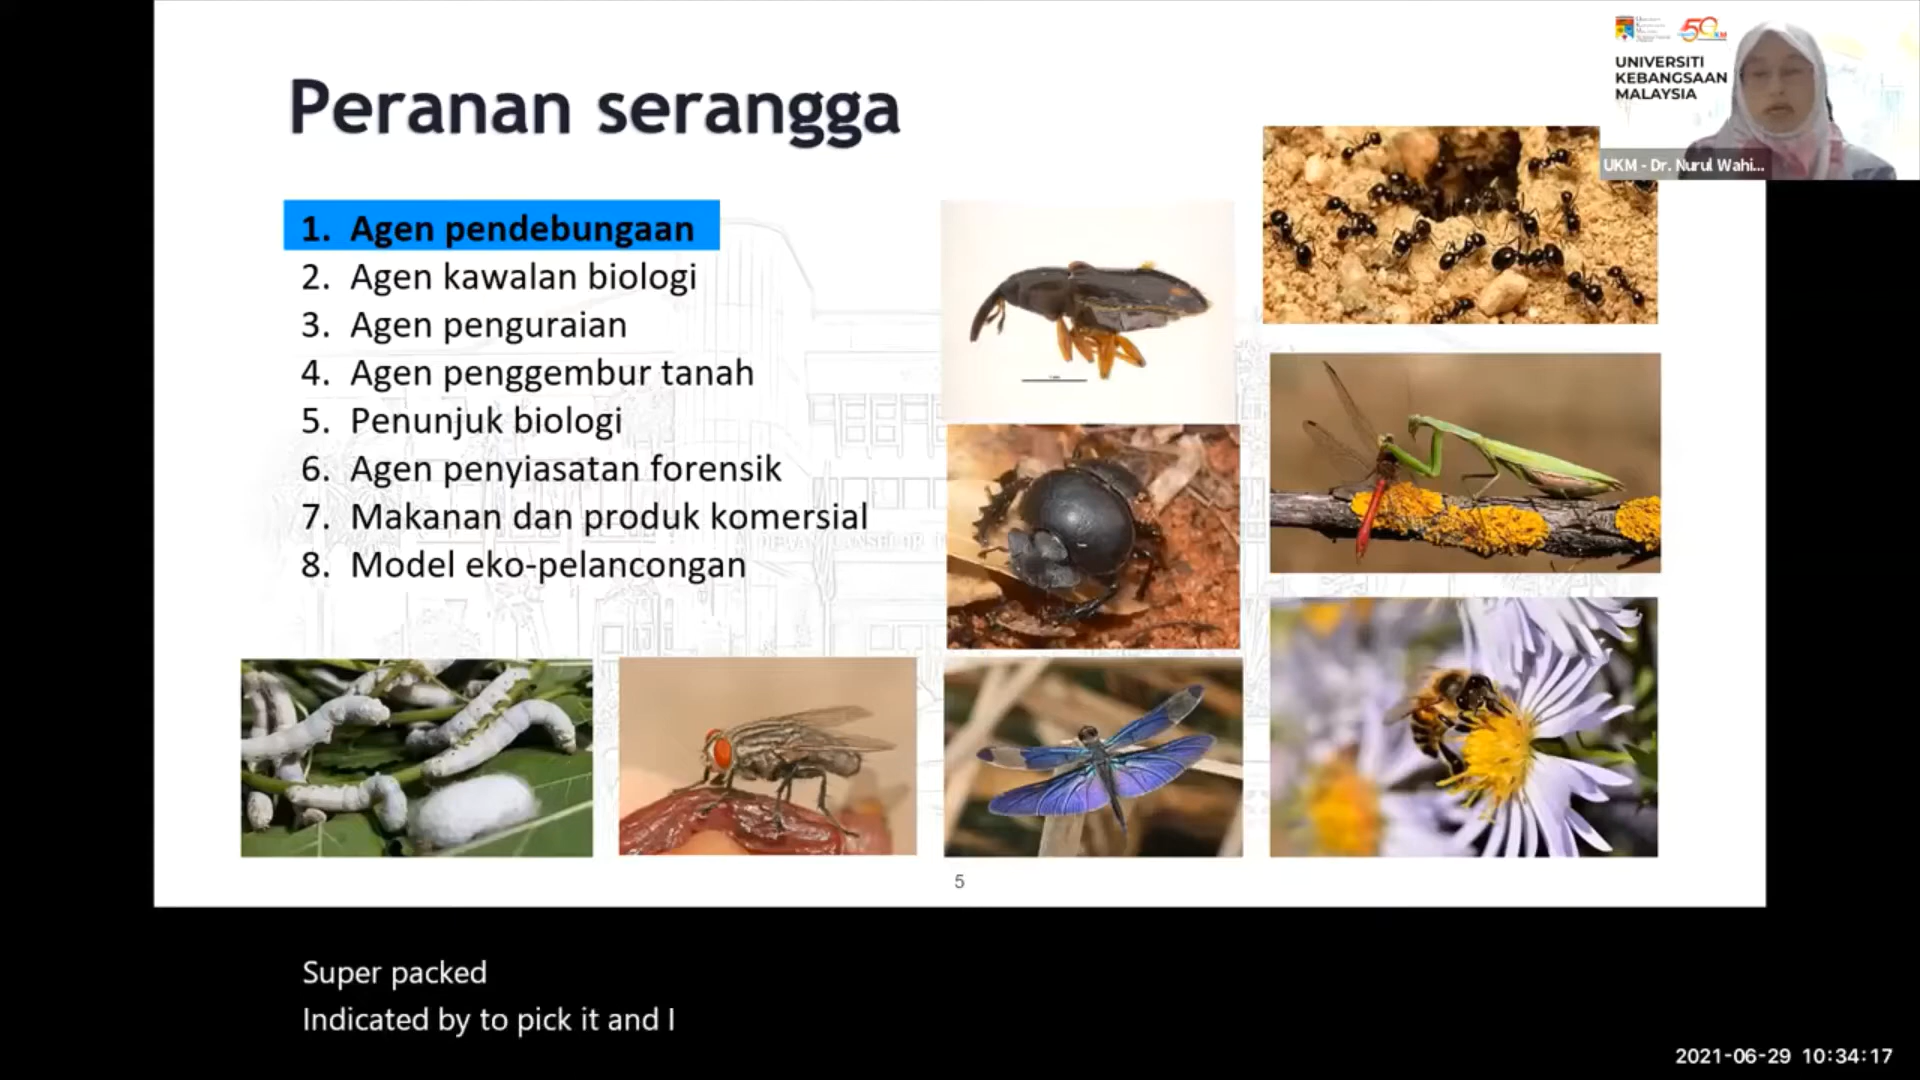 UNIVERSITI
KEBANGSAAN
MALAYSIA
UKM - Dr. Nurul Wahi...
Peranan serangga
1. Agen pendebungaan
2. Agen kawalan biologi
3. Agen penguraian
4. Agen penggembur tanah
5. Penunjuk biologi
6. Agen penyiasatan forensik
7. Makanan dan produk komersial
8. Model eko-pelancongan
5
Super packed
Indicated by to pick it and I
2021-06-29 10:34:17